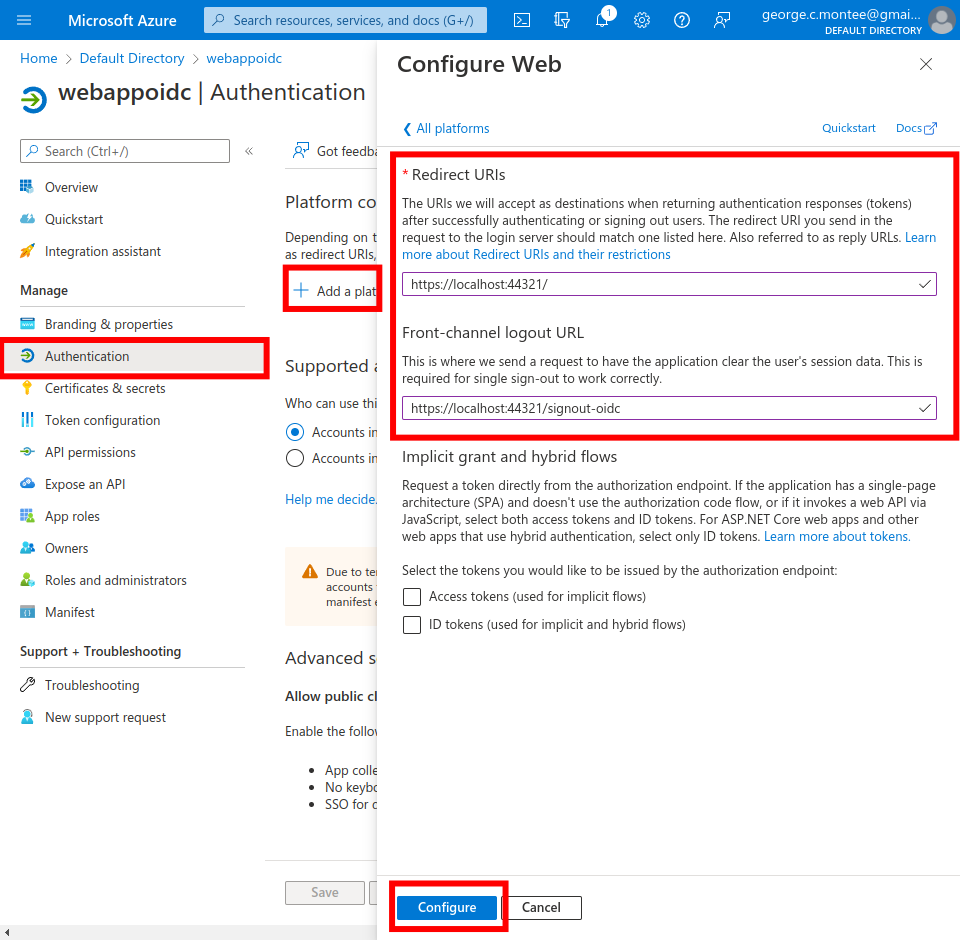 Microsoft Azure
Search resources, services, and docs (G+/)
1
george.c.montee@gmai...
DEFAULT DIRECTORY
Home > Default Directory > webappoidc
webappoidc | Authentication
Search (Ctrl+/)
«
Overview
Quickstart
Integration assistant
Manage
Branding & properties
Authentication
Certificates & secrets
Token configuration
API permissions
Expose an API
App roles
Owners
Roles and administrators
Manifest
Support + Troubleshooting
Troubleshooting
New support request
Got feedba
Platform co
Depending on t
as redirect URIs,
Add a plat
Supported a
Who can use thi
Accounts in
Accounts in
Help me decide.
Due to te
accounts
manifest e
Advanced s
Allow public cl
Enable the follow
App colle
No keybo
SSO for d
Save
Configure Web
All platforms
Quickstart
Docs
* Redirect URIs
The URIs we will accept as destinations when returning authentication responses (tokens)
after successfully authenticating or signing out users. The redirect URI you send in the
request to the login server should match one listed here. Also referred to as reply URLs. Learn
more about Redirect URIs and their restrictions
https://localhost:44321/
Front-channel logout URL
This is where we send a request to have the application clear the user's session data. This is
required for single sign-out to work correctly.
https://localhost:44321/signout-oidc
Implicit grant and hybrid flows
Request a token directly from the authorization endpoint. If the application has a single-page
architecture (SPA) and doesn't use the authorization code flow, or if it invokes a web API via
JavaScript, select both access tokens and ID tokens. For ASP.NET Core web apps and other
web apps that use hybrid authentication, select only ID tokens. Learn more about tokens.
Select the tokens you would like to be issued by the authorization endpoint:
Access tokens (used for implicit flows)
ID tokens (used for implicit and hybrid flows)
Configure
Cancel